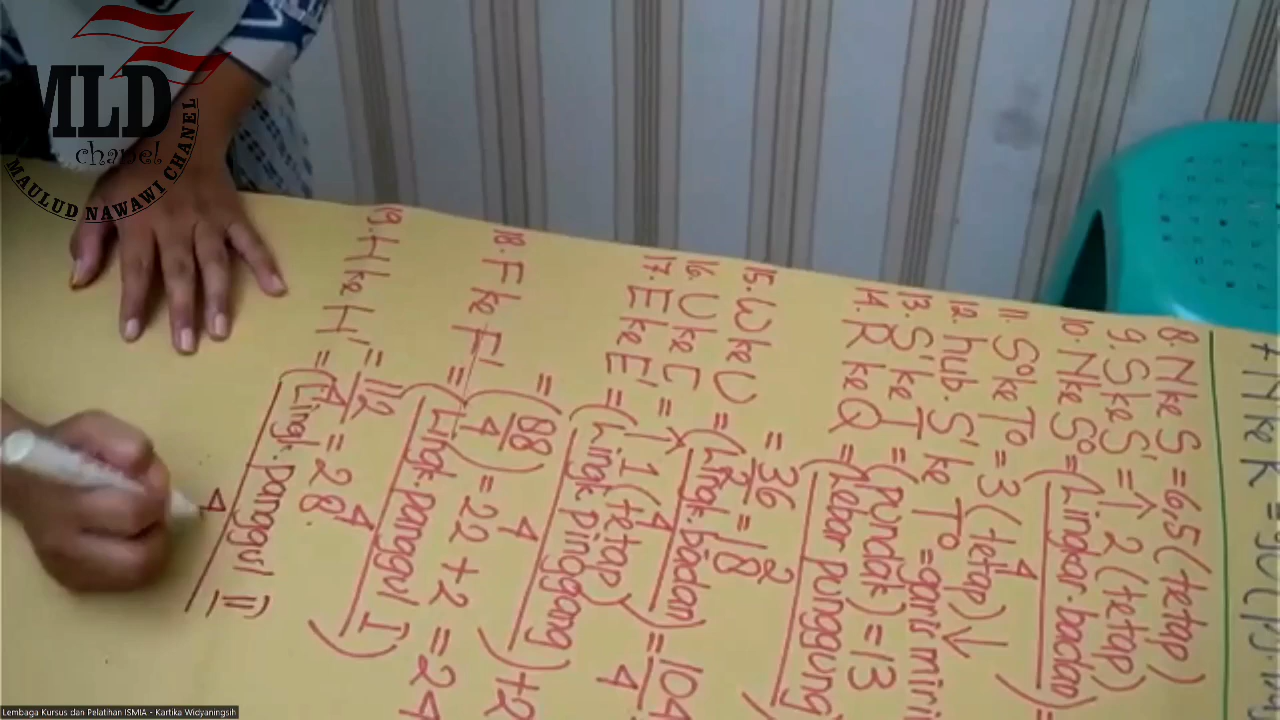 MLD
chanel
MAULUD NAWAWI CHANEL
8. N ke S = 6,5 (tetap)
9. S ke S' = ↑ 2 (tetap)
10. N ke S° = (Lingkar badan) =
4
11. S° ke T° = 3 (tetap) ↓
12. hub. S' ke T° = garis miri
13. S' ke T = (pundak) = 13
14. R ke Q = (Lebar punggung)
2
= 36 = 18
2
15. W ke U = (Lingk. badan) = 104
4 4
16. U ke C = ↑ 1 (tetap)
17. E ke E' = (Lingk pinggang) + 2
4
= (88) = 22 + 2 = 24
4
18. F ke F' = (Lingk. panggul I)
4
= 112 = 28.
4
19. H ke H' = (Lingk. panggul II
4
Lembaga Kursus dan Pelatihan ISMIA - Kartika Widyaningsih